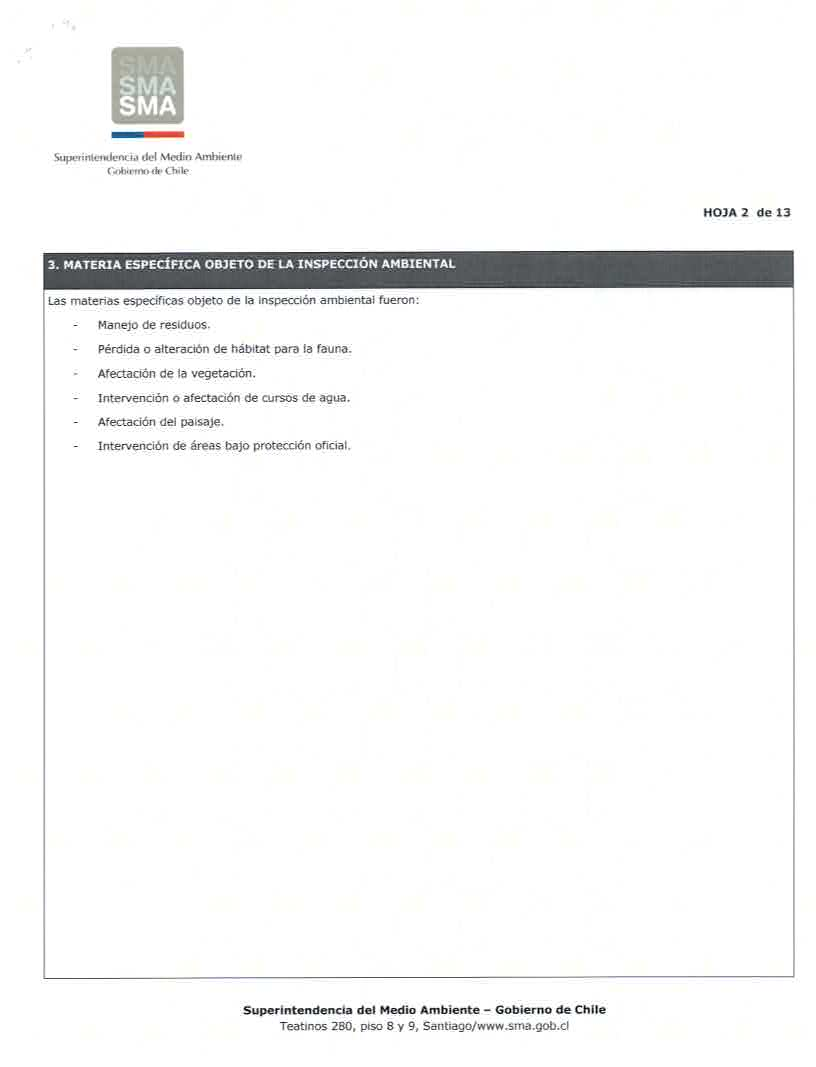 SMA
SMA
SMA
Superintendencia del Medio Ambiente
Gobierno de Chile
HOJA 2 de 13
3. MATERIA ESPECÍFICA OBJETO DE LA INSPECCIÓN AMBIENTAL
Las materias específicas objeto de la inspección ambiental fueron:
- Manejo de residuos.
- Pérdida o alteración de hábitat para la fauna.
- Afectación de la vegetación.
- Intervención o afectación de cursos de agua.
- Afectación del paisaje.
- Intervención de áreas bajo protección oficial.
Superintendencia del Medio Ambiente – Gobierno de Chile
Teatinos 280, piso 8 y 9, Santiago/www.sma.gob.cl